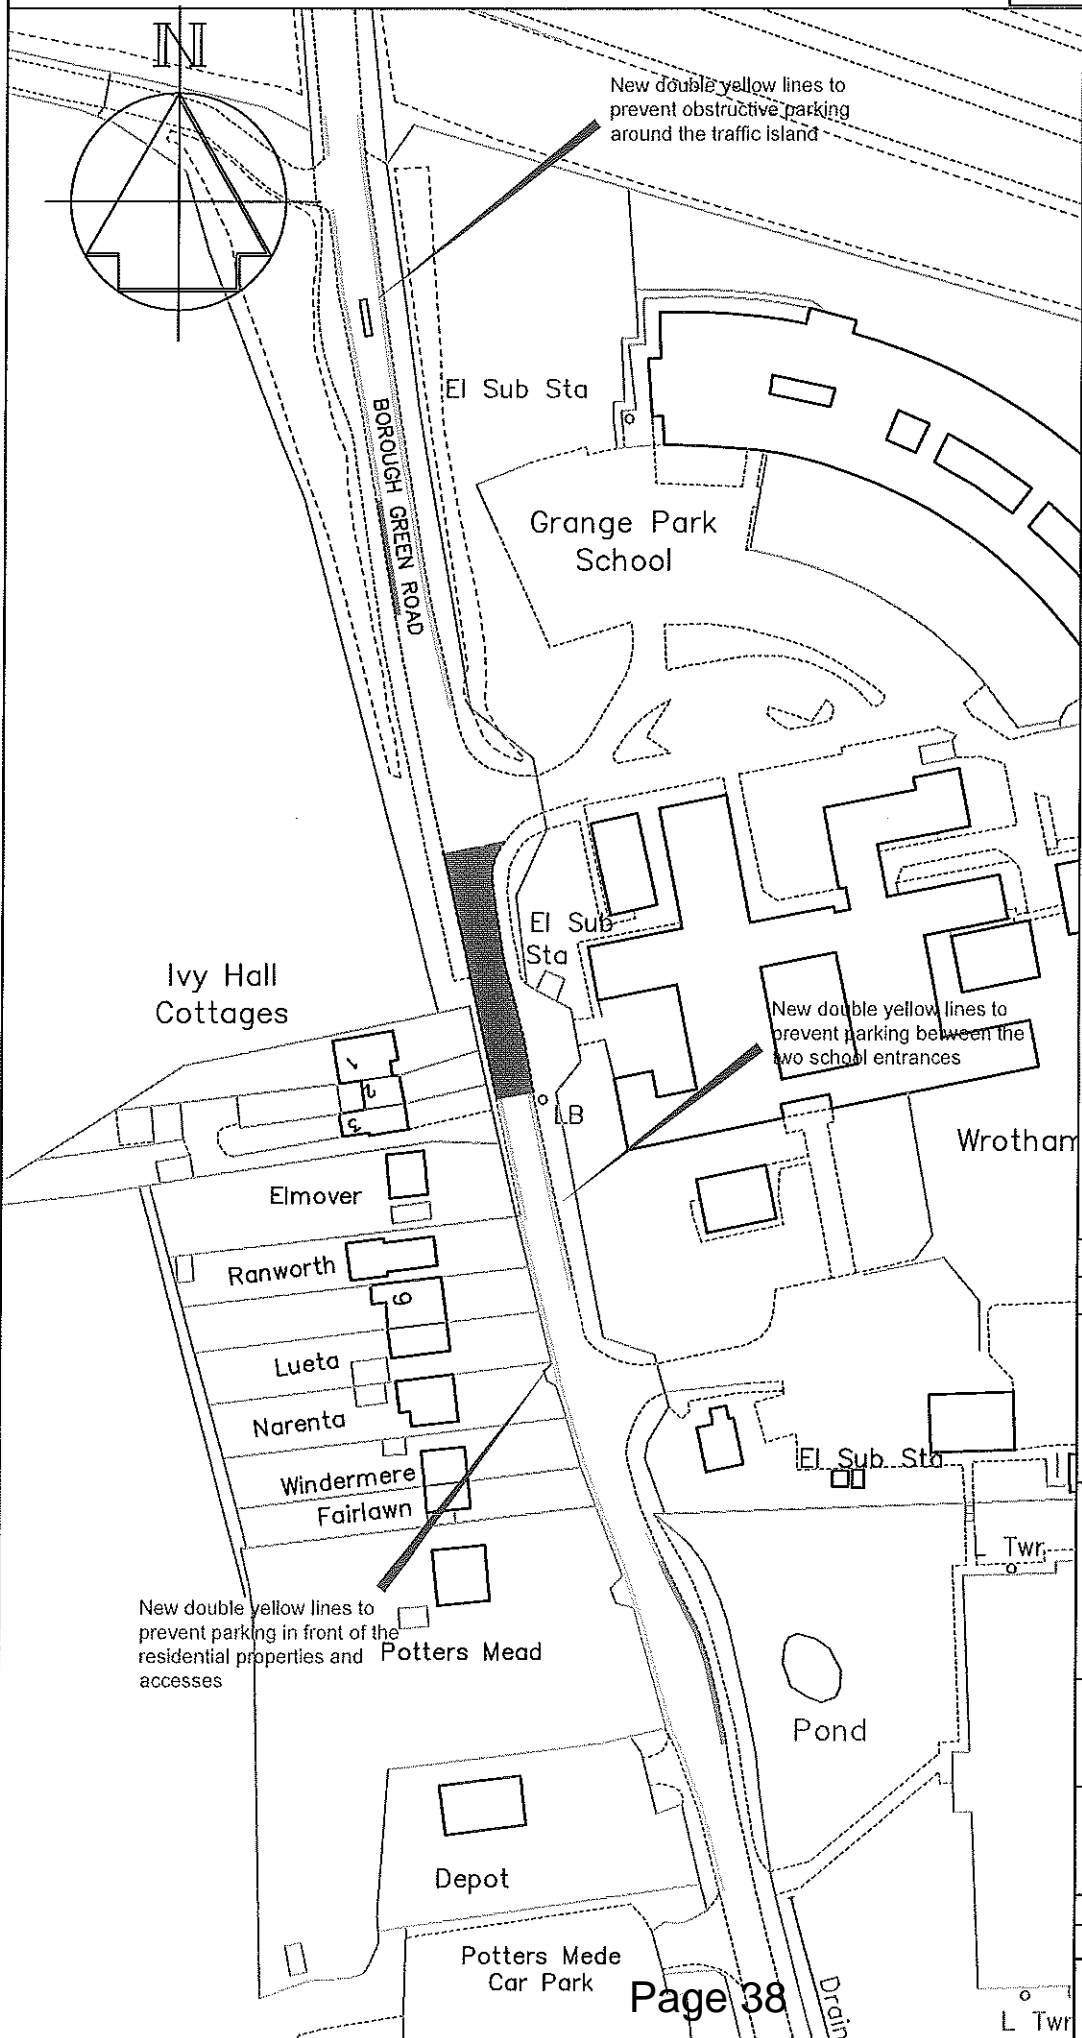 N
New double yellow lines to
prevent obstructive parking
around the traffic island
El Sub Sta
BOROUGH GREEN ROAD
Grange Park
School
El Sub
Sta
Ivy Hall
Cottages
New double yellow lines to
prevent parking between the
two school entrances
1
2
3
LB
Wrotham
Elmover
Ranworth
6
Lueta
Narenta
Windermere
Fairlawn
El Sub Sta
L Twr
New double yellow lines to
prevent parking in front of the
residential properties and
accesses
Potters Mead
Pond
Depot
Potters Mede
Car Park
Page 38
Drain
L Twr